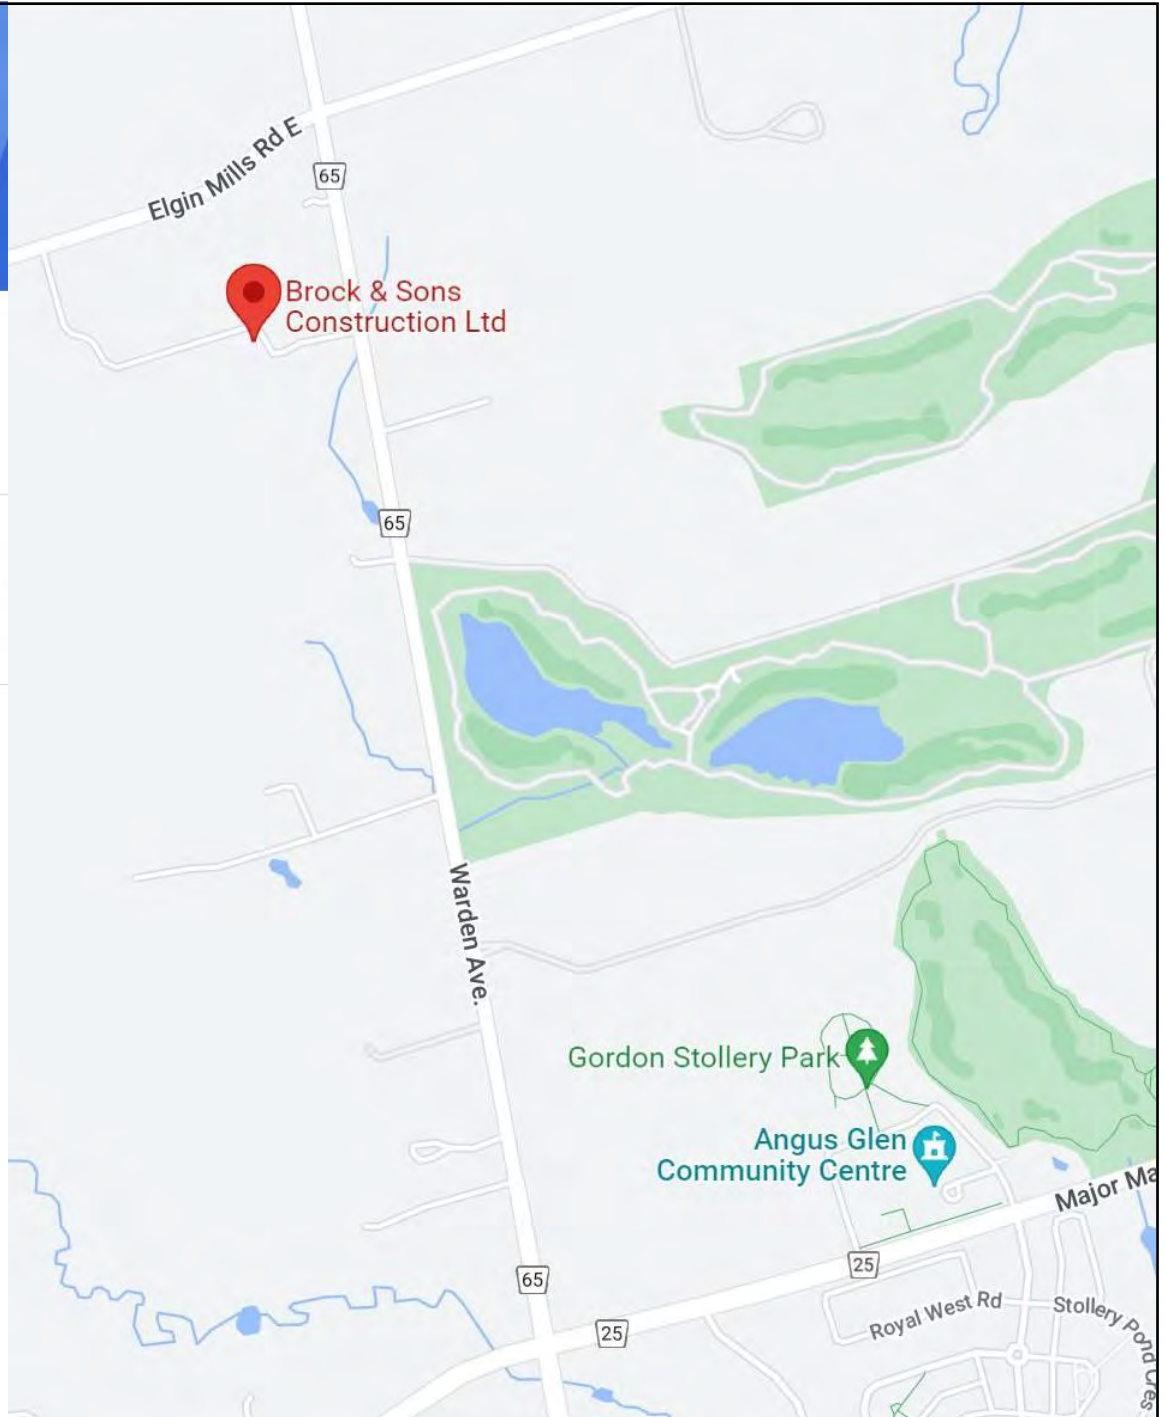 Elgin Mills Rd E
65
Brock & Sons
Construction Ltd
65
Warden Ave.
Gordon Stollery Park
Angus Glen
Community Centre
Major Ma
65
25
25
Royal West Rd
Stollery Pond Cres